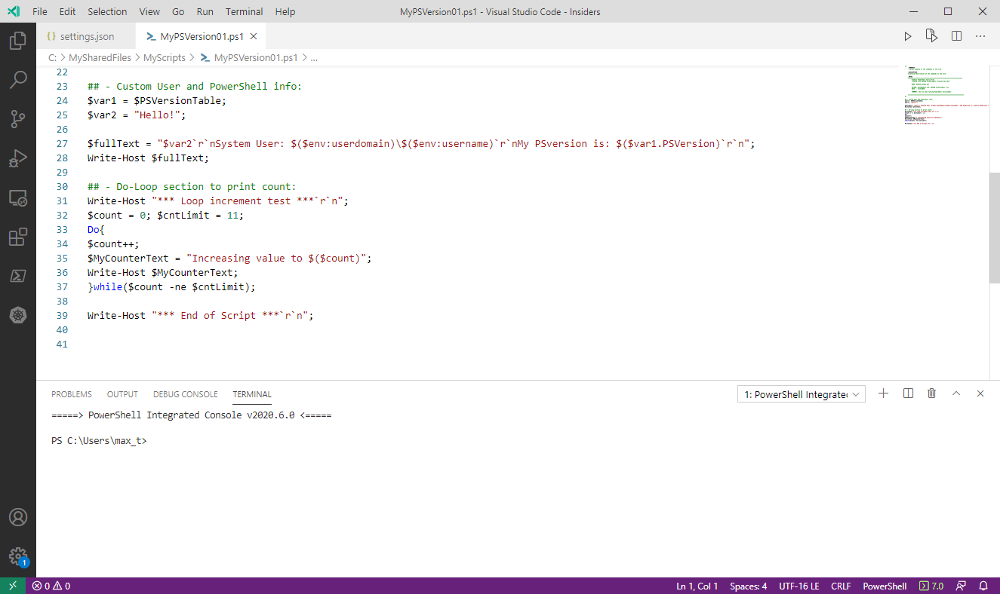 File Edit Selection View Go Run Terminal Help MyPSVersion01.ps1 - Visual Studio Code - Insiders
{} settings.json MyPSVersion01.ps1
C: > MySharedFiles > MyScripts > MyPSVersion01.ps1 > ...
22
23 ## - Custom User and PowerShell info:
24 $var1 = $PSVersionTable;
25 $var2 = "Hello!";
26
27 $fullText = "$var2`r`nSystem User: $($env:userdomain)\$($env:username)`r`nMy PSversion is: $($var1.PSVersion)`r`n";
28 Write-Host $fullText;
29
30 ## - Do-Loop section to print count:
31 Write-Host "*** Loop increment test ***`r`n";
32 $count = 0; $cntLimit = 11;
33 Do{
34 $count++;
35 $MyCounterText = "Increasing value to $($count)";
36 Write-Host $MyCounterText;
37 }while($count -ne $cntLimit);
38
39 Write-Host "*** End of Script ***`r`n";
40
41
PROBLEMS OUTPUT DEBUG CONSOLE TERMINAL 1: PowerShell Integrate
=====> PowerShell Integrated Console v2020.6.0 <=====
PS C:\Users\max_t>
1
0 0 Ln 1, Col 1 Spaces: 4 UTF-16 LE CRLF PowerShell 7.0